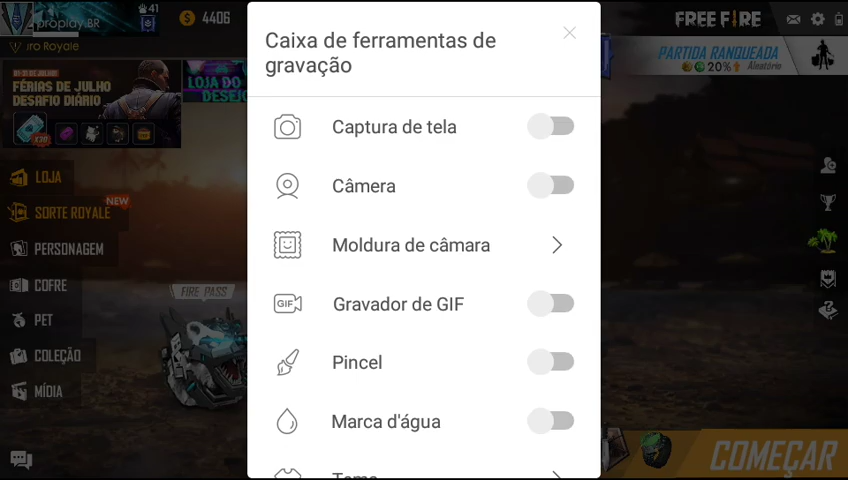 proplay.BR
41
4406
FREE FIRE
Caixa de ferramentas de
gravação
PARTIDA RANQUEADA
20% Aleatório
01-31 DE JULHO
FÉRIAS DE JULHO
DESAFIO DIÁRIO
X30
LOJA DO
DESEJO
Captura de tela
LOJA
Câmera
NEW
SORTE ROYALE
Moldura de câmara
PERSONAGEM
COFRE
FIRE PASS
Gravador de GIF
PET
COLEÇÃO
Pincel
MÍDIA
Marca d'água
COMEÇAR
Tema